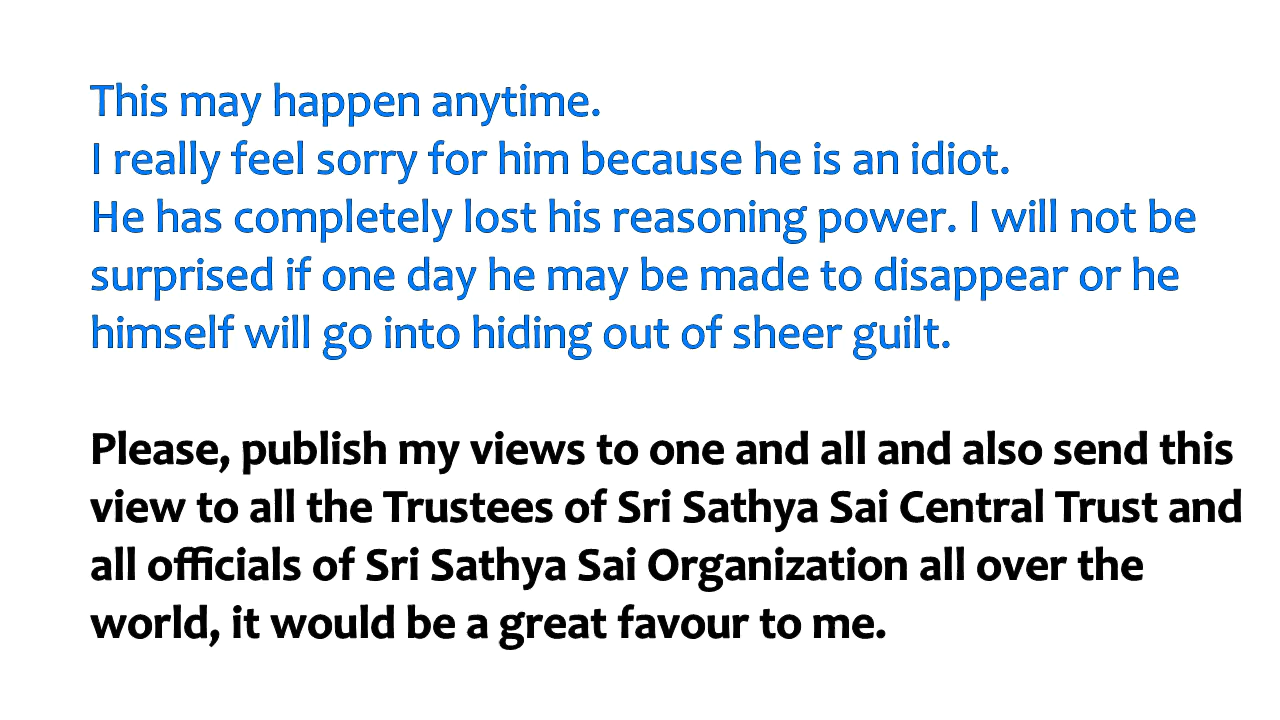 This may happen anytime.
I really feel sorry for him because he is an idiot.
He has completely lost his reasoning power. I will not be
surprised if one day he may be made to disappear or he
himself will go into hiding out of sheer guilt.
Please, publish my views to one and all and also send this
view to all the Trustees of Sri Sathya Sai Central Trust and
all officials of Sri Sathya Sai Organization all over the
world, it would be a great favour to me.